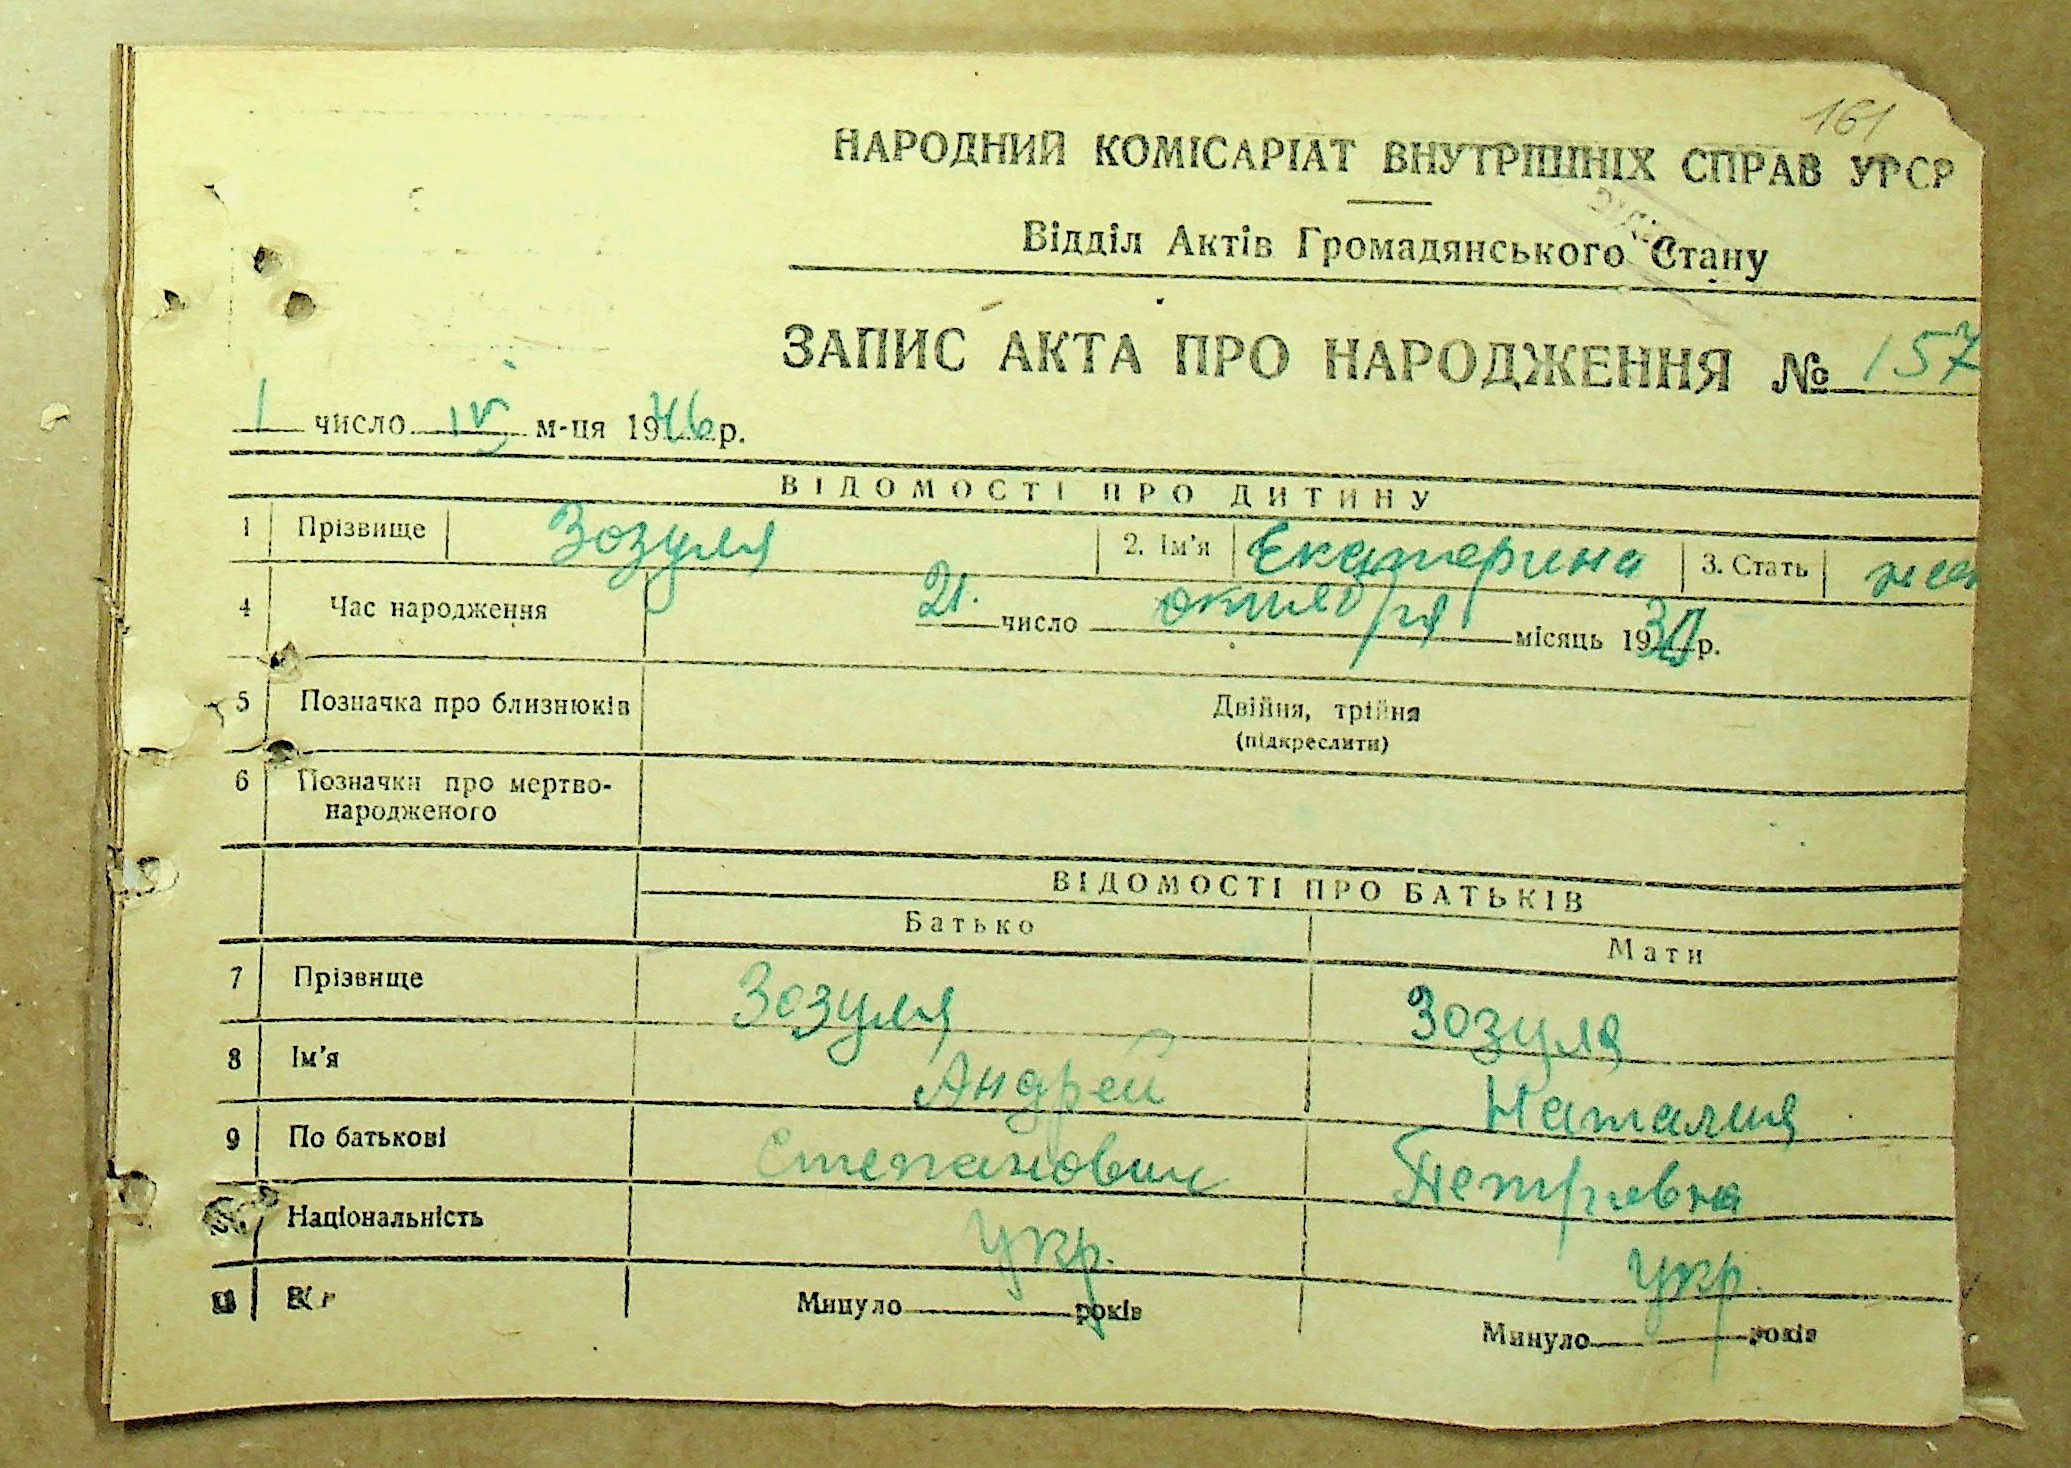 161
НАРОДНИЙ КОМІСАРІАТ ВНУТРІШНІХ СПРАВ УРСР
Відділ Актів Громадянського Стану
ЗАПИС АКТА ПРО НАРОДЖЕННЯ № 157
1 число IV м-ця 1946 р.
ВІДОМОСТІ ПРО ДИТИНУ
1 Прізвище Зозуля 2. Ім'я Екатерина 3. Стать жен
4 Час народження 21. число октября місяць 19 р.
5 Позначка про близнюків Двійня, трійня
(підкреслити)
6 Позначки про мертво-
народженого
ВІДОМОСТІ ПРО БАТЬКІВ
Батько Мати
7 Прізвище Зозуля Зозуля
8 Ім'я Андрей Наталия
9 По батькові Степанович Петровна
Національність укр. укр.
Минуло років Минуло років